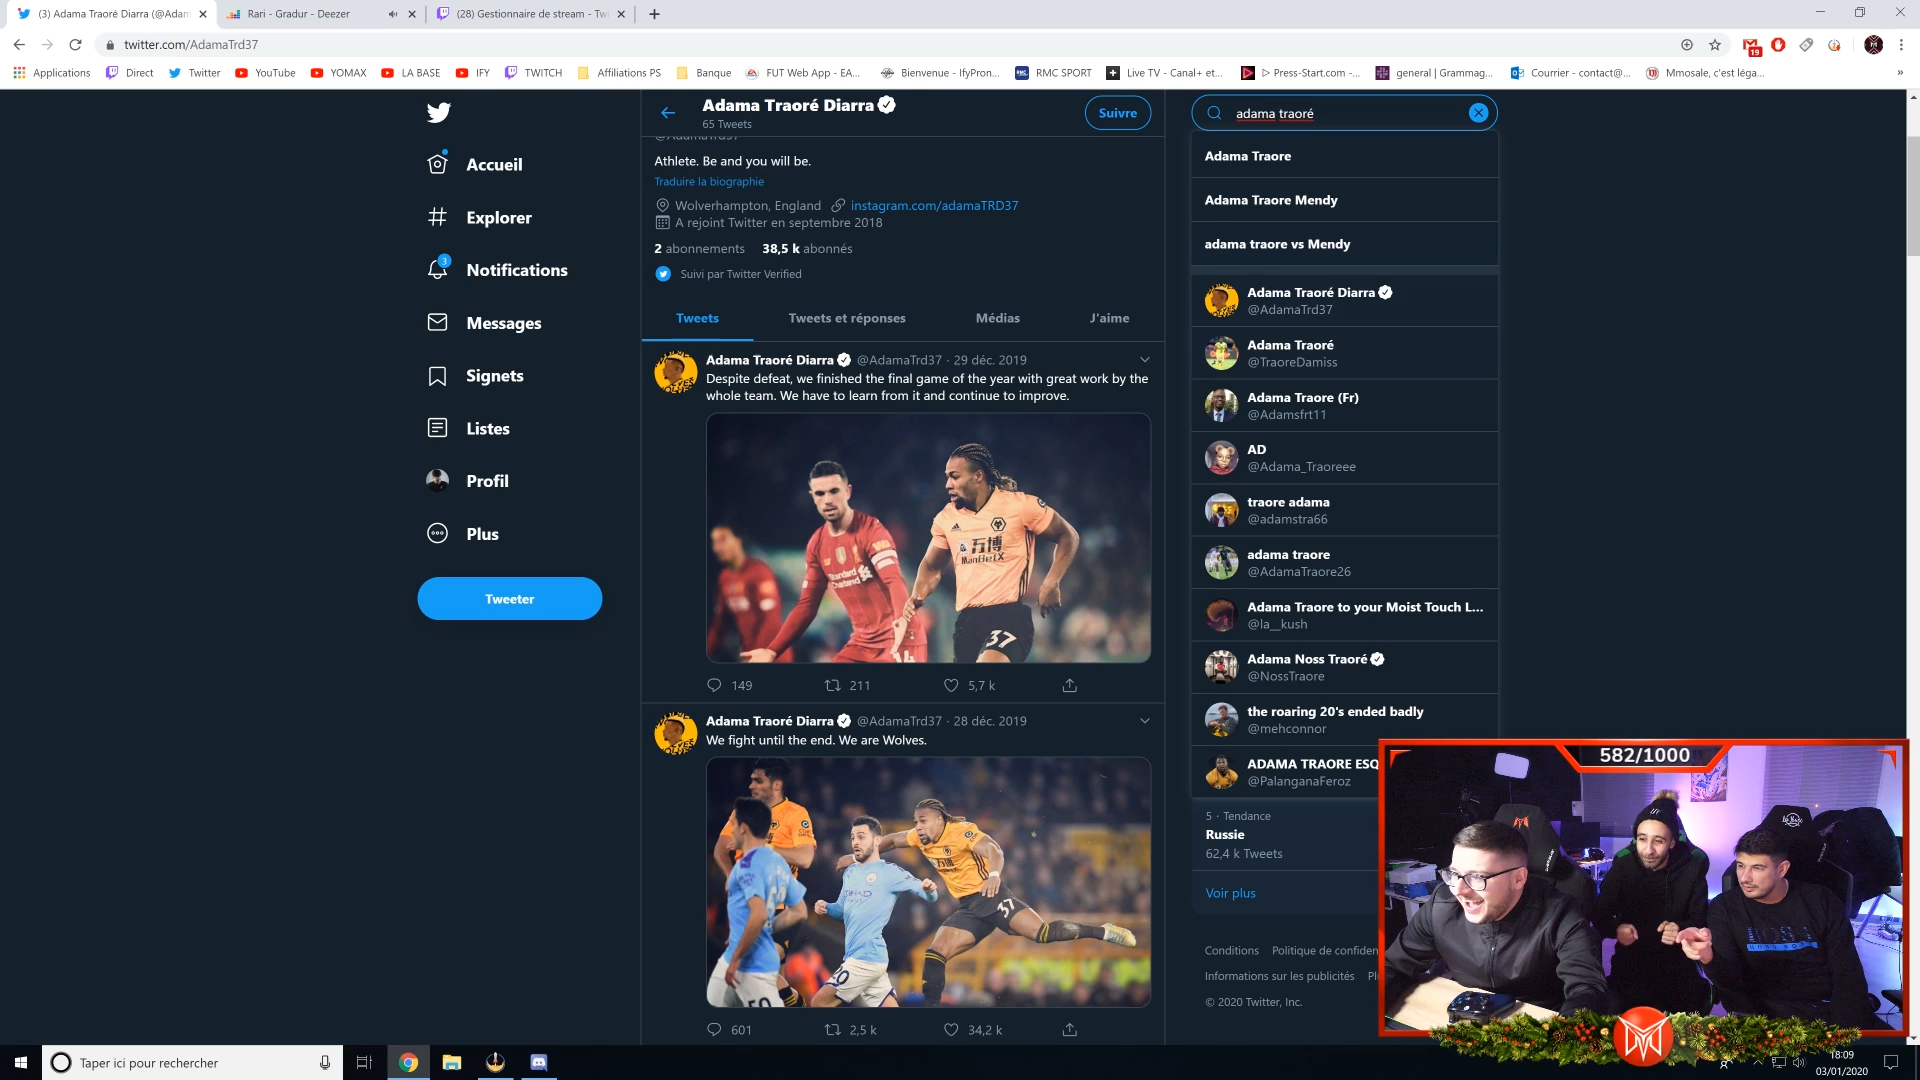 (3) Adama Traoré Diarra (@Adam
Rari - Gradur - Deezer
(28) Gestionnaire de stream - Tw
twitter.com/AdamaTrd37
19
Applications
Direct
Twitter
YouTube
YOMAX
LA BASE
IFY
TWITCH
Affiliations PS
Banque
FUT Web App - EA...
Bienvenue - IfyPron...
RMC SPORT
Live TV - Canal+ et...
▷ Press-Start.com -...
general | Grammag...
Courrier - contact@...
Mmosale, c'est léga...
Accueil
Explorer
3
Notifications
Messages
Signets
Listes
Profil
Plus
Tweeter
Adama Traoré Diarra
65 Tweets
Suivre
@AdamaTrd37
Athlete. Be and you will be.
Traduire la biographie
Wolverhampton, England
instagram.com/adamaTRD37
A rejoint Twitter en septembre 2018
2 abonnements 38,5 k abonnés
Suivi par Twitter Verified
Tweets
Tweets et réponses
Médias
J'aime
Adama Traoré Diarra @AdamaTrd37 · 29 déc. 2019
Despite defeat, we finished the final game of the year with great work by the
whole team. We have to learn from it and continue to improve.
Standard
Chartered
万博
ManBetX
37
149
211
5,7 k
Adama Traoré Diarra @AdamaTrd37 · 28 déc. 2019
We fight until the end. We are Wolves.
37
20
601
2,5 k
34,2 k
adama traoré
Adama Traore
Adama Traore Mendy
adama traore vs Mendy
Adama Traoré Diarra
@AdamaTrd37
Adama Traoré
@TraoreDamiss
Adama Traore (Fr)
@Adamsfrt11
AD
@Adama_Traoreee
traore adama
@adamstra66
adama traore
@AdamaTraore26
Adama Traore to your Moist Touch L...
@la__kush
Adama Noss Traoré
@NossTraore
the roaring 20's ended badly
@mehconnor
ADAMA TRAORE ESQ
@PalanganaFeroz
5 · Tendance
Russie
62,4 k Tweets
Voir plus
Conditions
Politique de confiden
Informations sur les publicités
Pl
© 2020 Twitter, Inc.
582/1000
Taper ici pour rechercher
18:09
03/01/2020